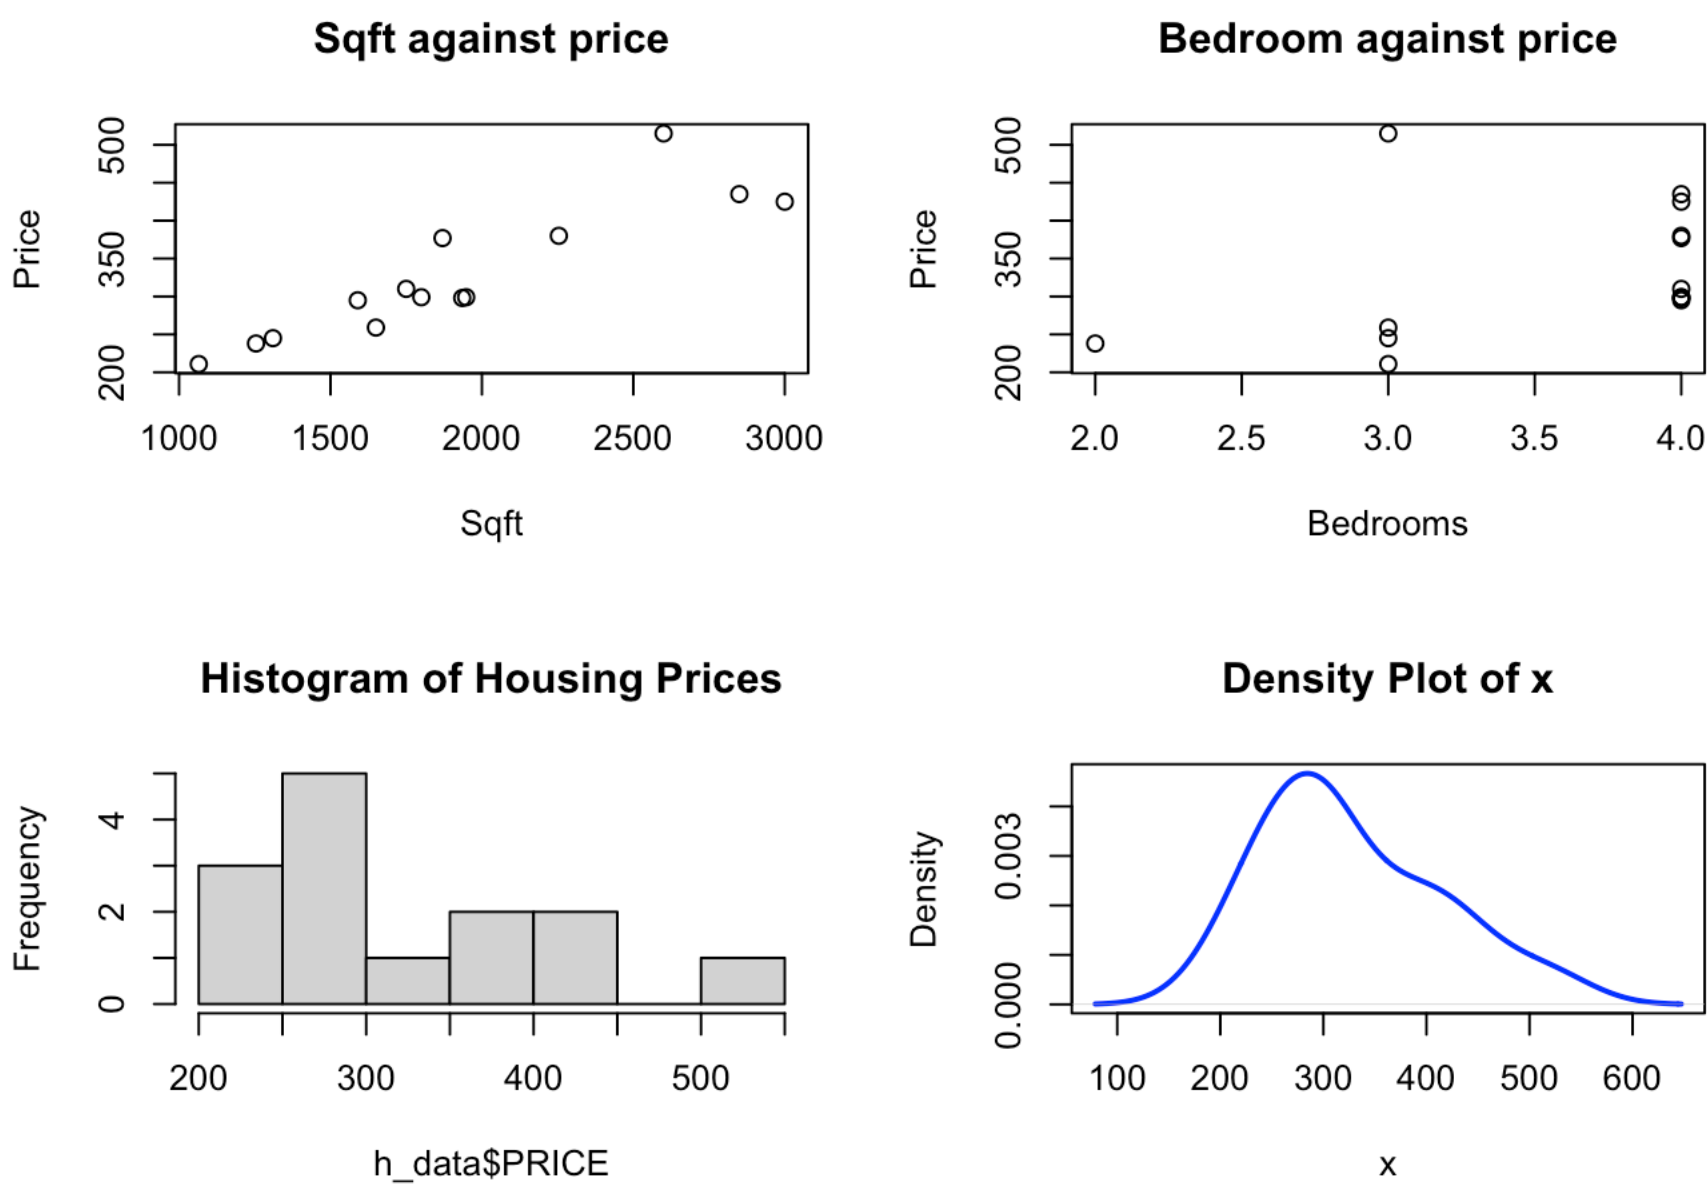 Sqft against price
Price
200 350 500
1000 1500 2000 2500 3000
Sqft
Bedroom against price
Price
200 350 500
2.0 2.5 3.0 3.5 4.0
Bedrooms
Histogram of Housing Prices
Frequency
0 2 4
200 300 400 500
h_data$PRICE
Density Plot of x
Density
0.000 0.003
100 200 300 400 500 600
x